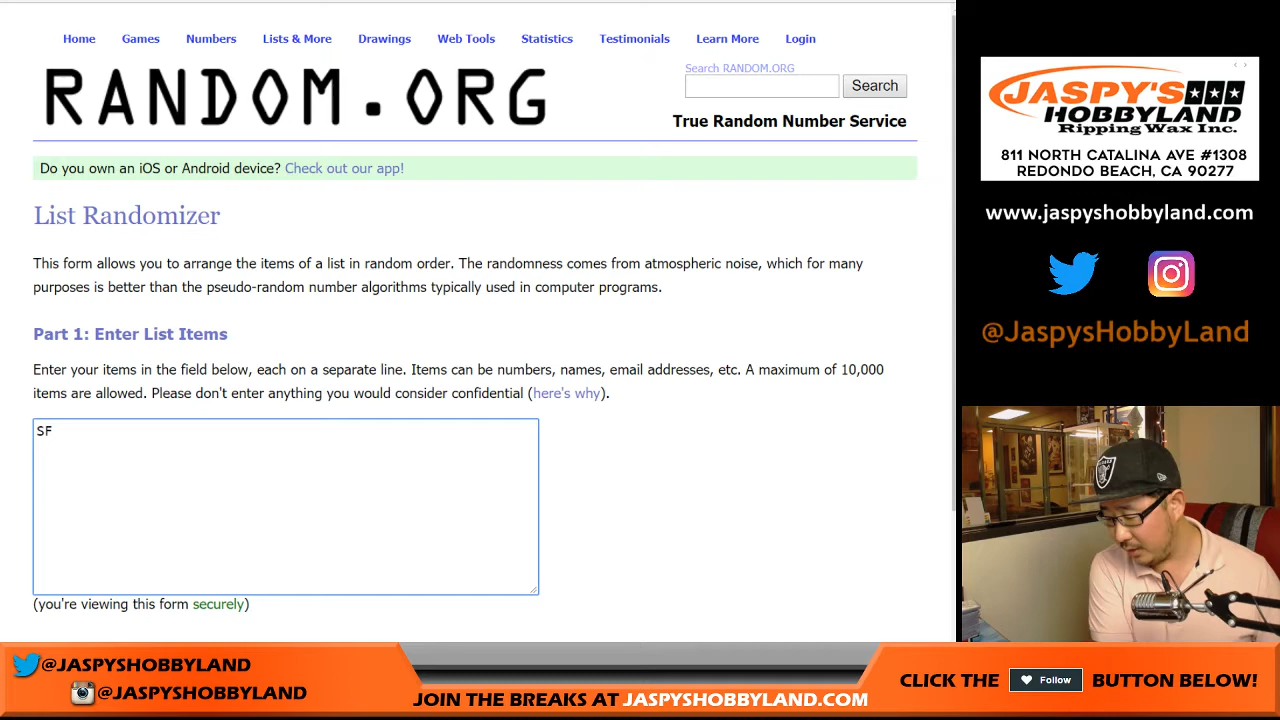 Home Games Numbers Lists & More Drawings Web Tools Statistics Testimonials Learn More Login
RANDOM.ORG
Search RANDOM.ORG
Search
True Random Number Service
Do you own an iOS or Android device? Check out our app!
List Randomizer
This form allows you to arrange the items of a list in random order. The randomness comes from atmospheric noise, which for many
purposes is better than the pseudo-random number algorithms typically used in computer programs.
Part 1: Enter List Items
Enter your items in the field below, each on a separate line. Items can be numbers, names, email addresses, etc. A maximum of 10,000
items are allowed. Please don't enter anything you would consider confidential (here's why).
SF
(you're viewing this form securely)
JASPY'S
HOBBYLAND
Ripping Wax Inc.
811 NORTH CATALINA AVE #1308
REDONDO BEACH, CA 90277
www.jaspyshobbyland.com
@JaspysHobbyLand
@JASPYSHOBBYLAND
@JASPYSHOBBYLAND
JOIN THE BREAKS AT JASPYSHOBBYLAND.COM
CLICK THE Follow BUTTON BELOW!